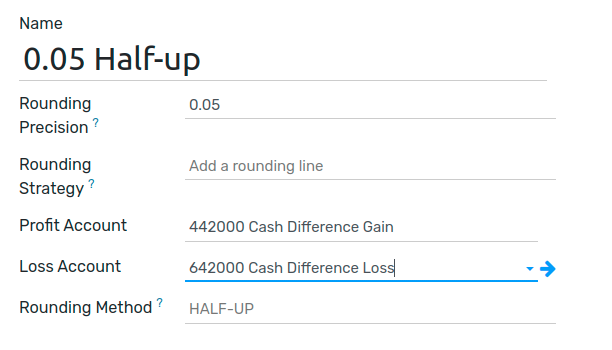 Name
0.05 Half-up
Rounding
Precision ?
0.05
Rounding
Strategy ?
Add a rounding line
Profit Account
442000 Cash Difference Gain
Loss Account
642000 Cash Difference Loss
Rounding Method ?
HALF-UP